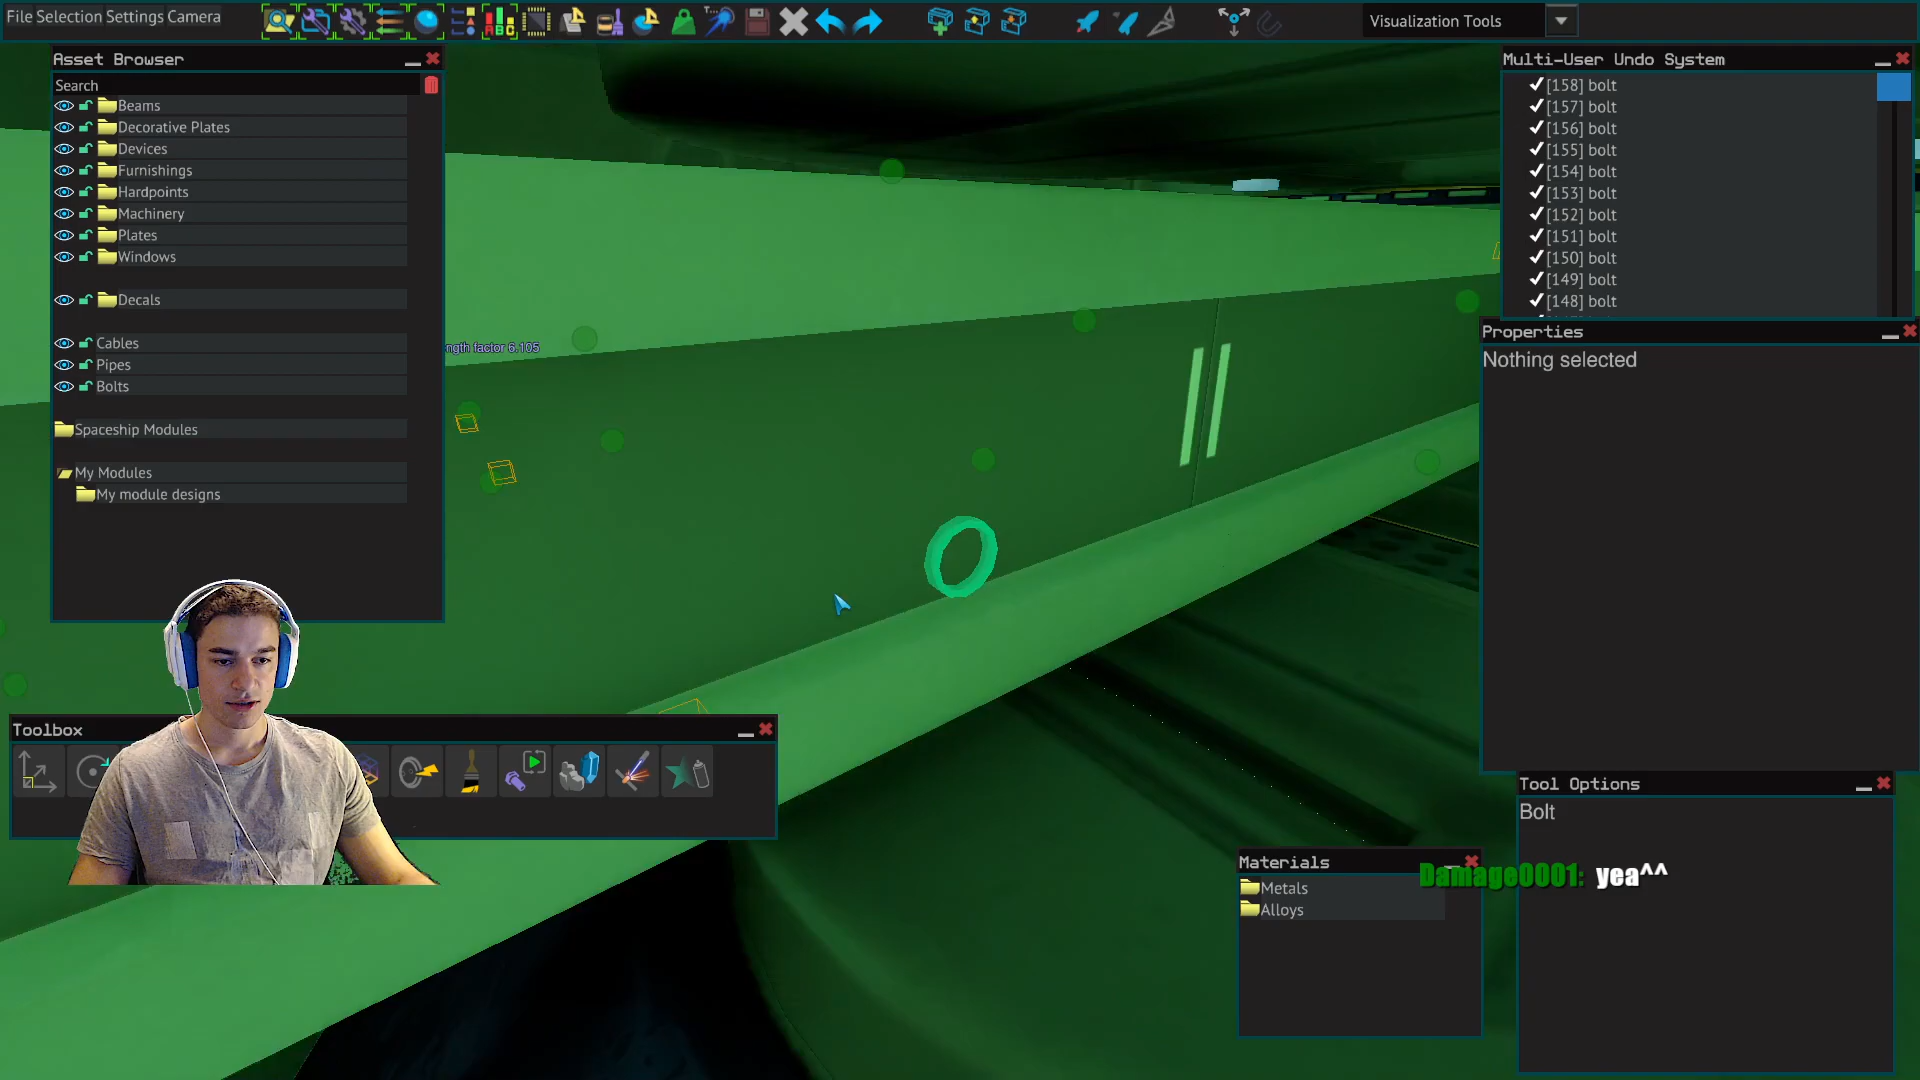 File Selection Settings Camera
Visualization Tools
Asset Browser
Search
Beams
Decorative Plates
Devices
Furnishings
Hardpoints
Machinery
Plates
Windows
Decals
Cables
Pipes
Bolts
Spaceship Modules
My Modules
My module designs
ngth factor 6.105
ABC
Multi-User Undo System
[158] bolt
[157] bolt
[156] bolt
[155] bolt
[154] bolt
[153] bolt
[152] bolt
[151] bolt
[150] bolt
[149] bolt
[148] bolt
Properties
Nothing selected
Toolbox
Tool Options
Bolt
Materials
Metals
Alloys
Damage0001: yea^^